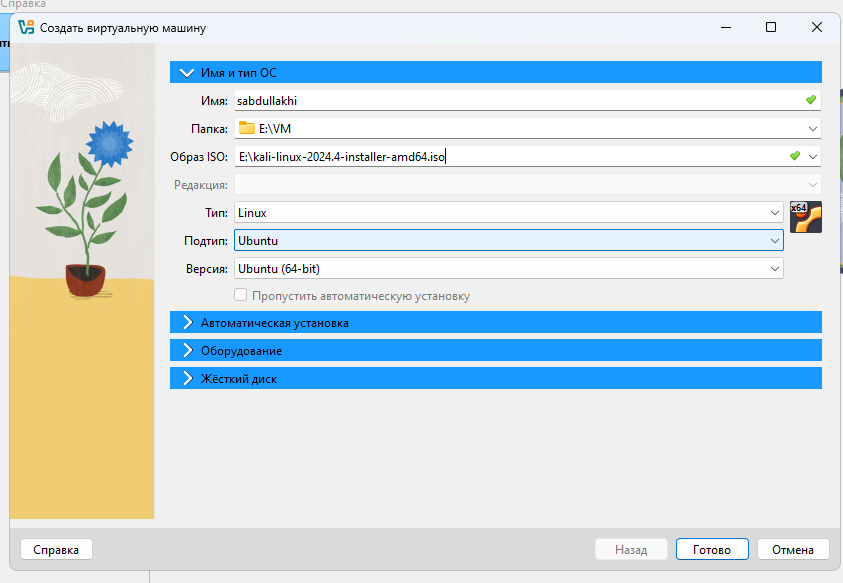 Справка
Создать виртуальную машину
Имя и тип ОС
Имя: sabdullakhi
Папка: E:\VM
Образ ISO: E:\kali-linux-2024.4-installer-amd64.iso
Редакция:
Тип: Linux
x64
Подтип: Ubuntu
Версия: Ubuntu (64-bit)
Пропустить автоматическую установку
Автоматическая установка
Оборудование
Жёсткий диск
Справка Назад Готово Отмена